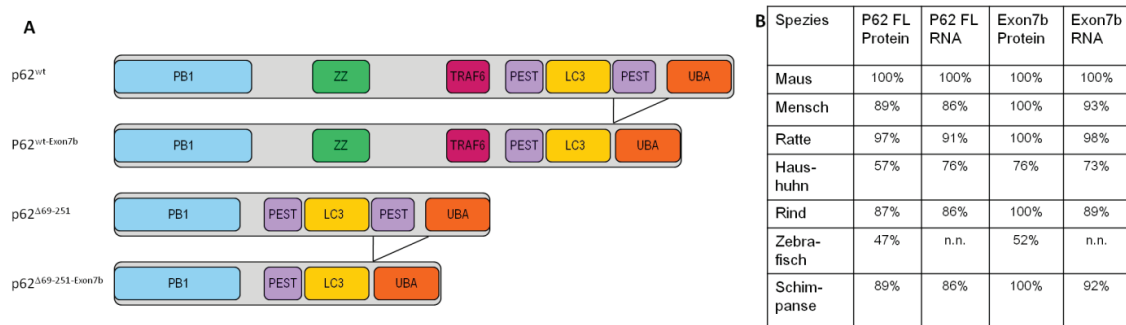 A
p62wt
PB1 ZZ TRAF6 PEST LC3 PEST UBA
P62wt-Exon7b
PB1 ZZ TRAF6 PEST LC3 UBA
p62Δ69-251
PB1 PEST LC3 PEST UBA
p62Δ69-251-Exon7b
PB1 PEST LC3 UBA
B
Spezies P62 FL Protein P62 FL RNA Exon7b Protein Exon7b RNA
Maus 100% 100% 100% 100%
Mensch 89% 86% 100% 93%
Ratte 97% 91% 100% 98%
Haus-
huhn 57% 76% 76% 73%
Rind 87% 86% 100% 89%
Zebra-
fisch 47% n.n. 52% n.n.
Schim-
panse 89% 86% 100% 92%